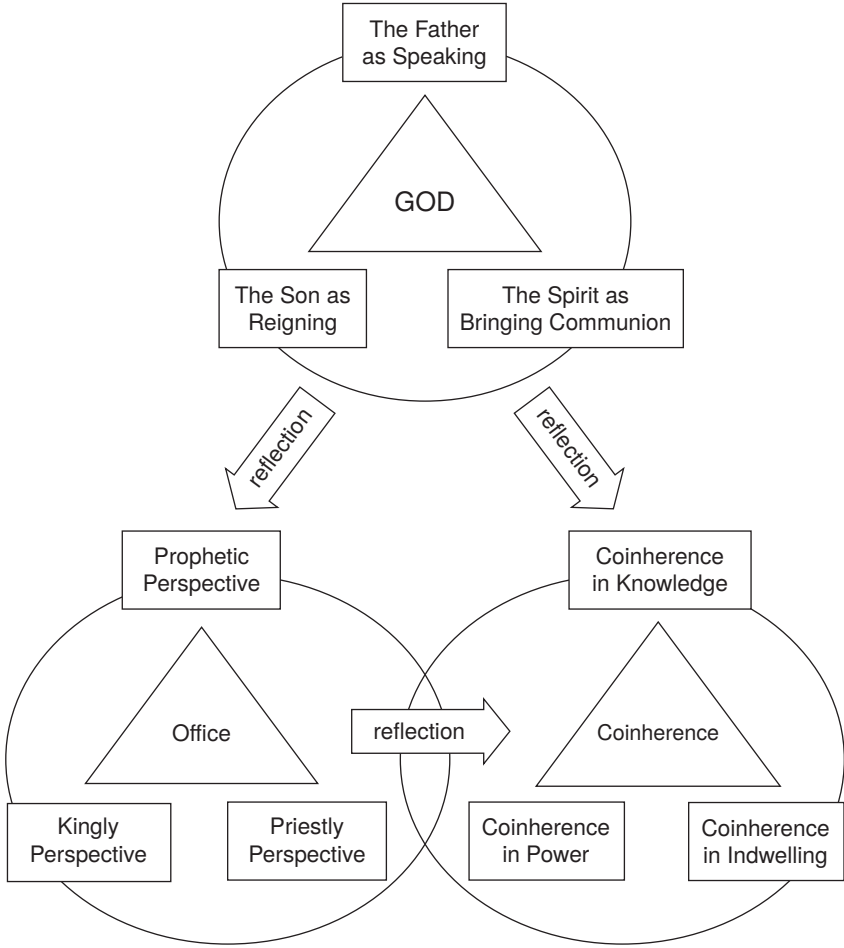 The Father
as Speaking
GOD
The Son as
Reigning
The Spirit as
Bringing Communion
reflection
reflection
Prophetic
Perspective
Coinherence
in Knowledge
Office
reflection
Coinherence
Kingly
Perspective
Priestly
Perspective
Coinherence
in Power
Coinherence
in Indwelling